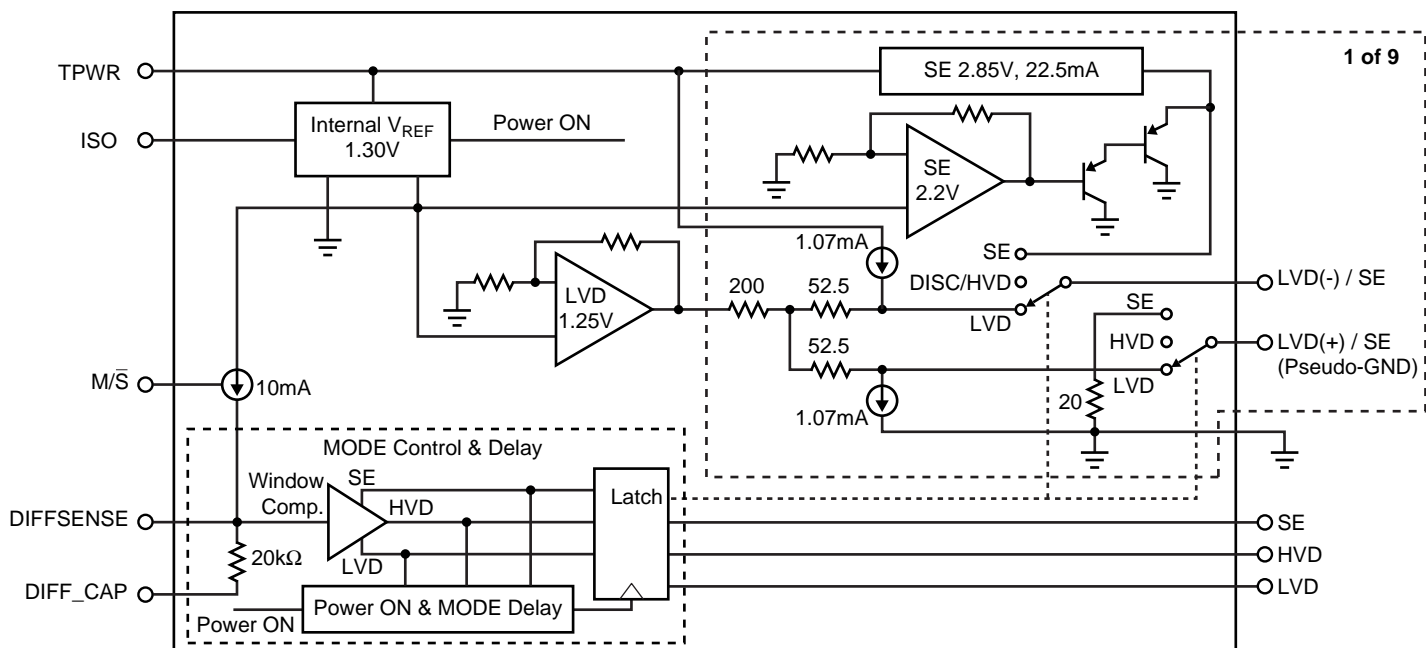 1 of 9
TPWR
SE 2.85V, 22.5mA
ISO
Internal VREF
1.30V
Power ON
SE
2.2V
1.07mA
SE
DISC/HVD
LVD
LVD(-) / SE
LVD
1.25V
200
52.5
52.5
1.07mA
SE
HVD
LVD
20
LVD(+) / SE
(Pseudo-GND)
M/S̅
10mA
MODE Control & Delay
Window
Comp.
SE
HVD
LVD
Latch
DIFFSENSE
20kΩ
DIFF_CAP
Power ON
Power ON & MODE Delay
SE
HVD
LVD